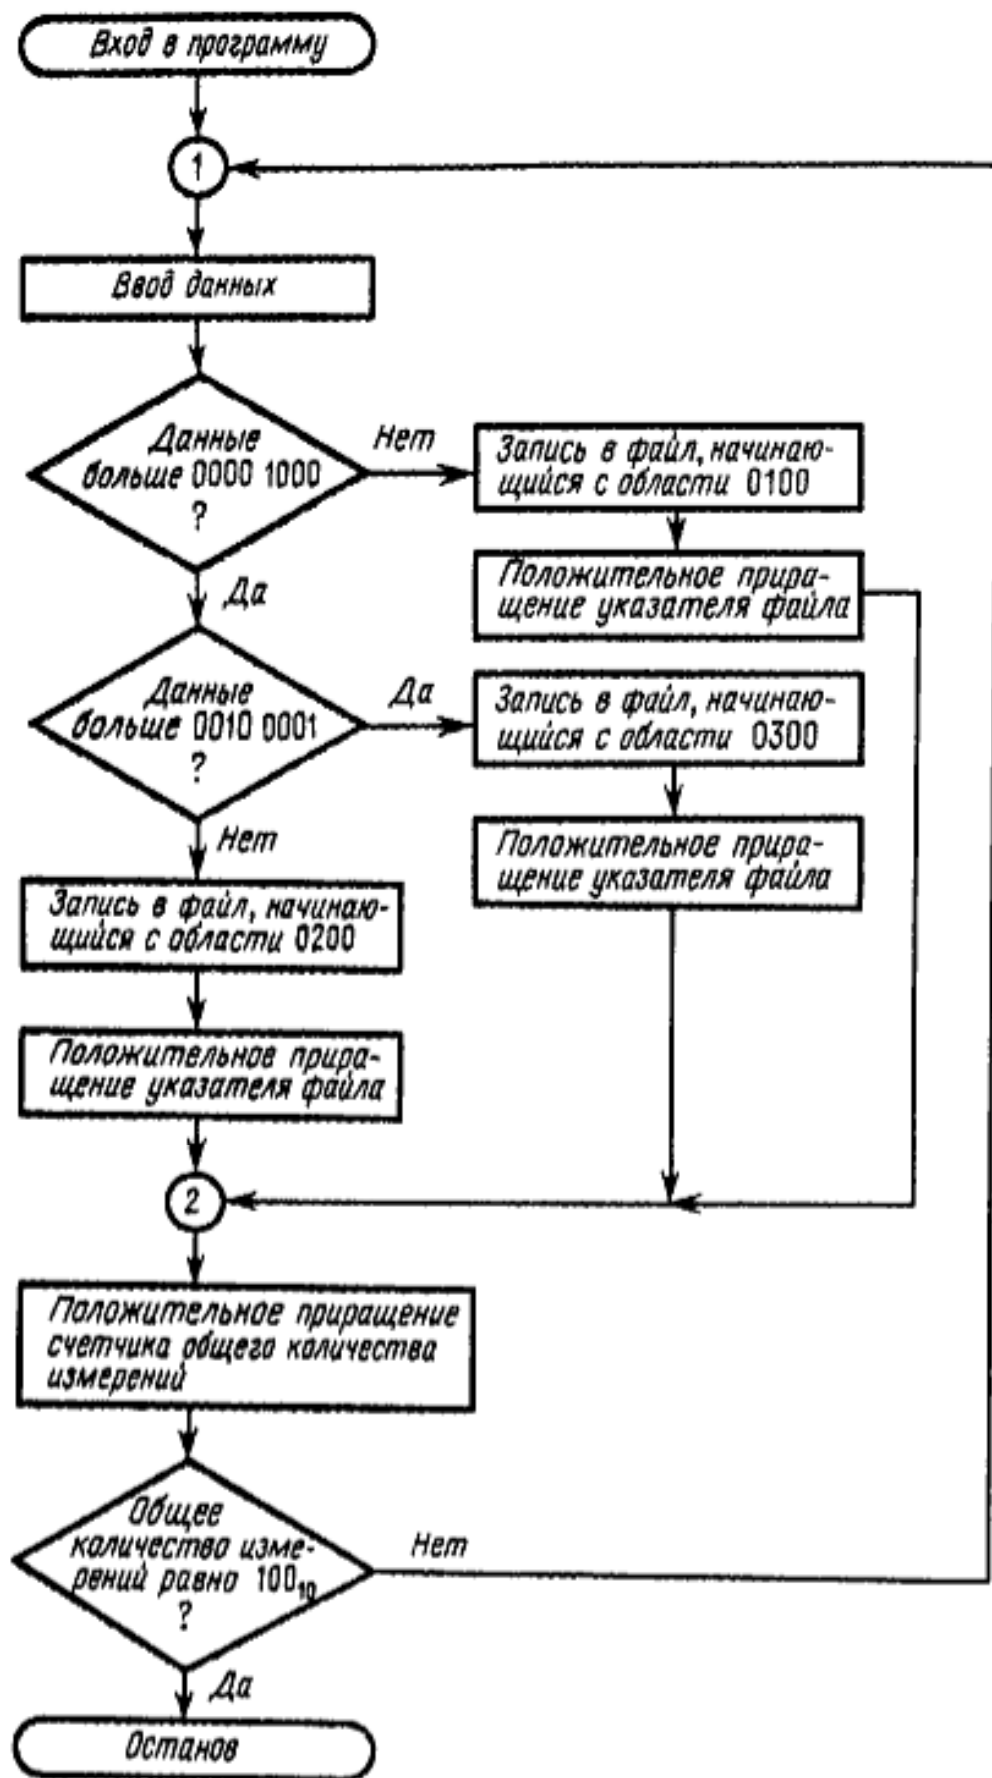 Вход в программу
1
Ввод данных
Данные
больше 0000 1000
?
Нет
Запись в файл, начинаю-
щийся с области 0100
Положительное прира-
щение указателя файла
Да
Данные
больше 0010 0001
?
Да
Запись в файл, начинаю-
щийся с области 0300
Положительное прира-
щение указателя файла
Нет
Запись в файл, начинаю-
щийся с области 0200
Положительное прира-
щение указателя файла
2
Положительное приращение
счетчика общего количества
измерений
Общее
количество изме-
рений равно 100₁₀
?
Нет
Да
Останов